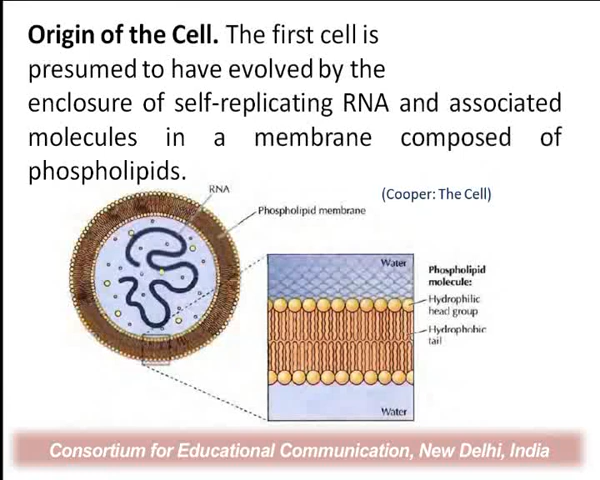 Origin of the Cell. The first cell is
presumed to have evolved by the
enclosure of self-replicating RNA and associated
molecules in a membrane composed of
phospholipids.
(Cooper: The Cell)
RNA
Phospholipid membrane
Water
Phospholipid
molecule:
Hydrophilic
head group
Hydrophobic
tail
Water
Consortium for Educational Communication, New Delhi, India